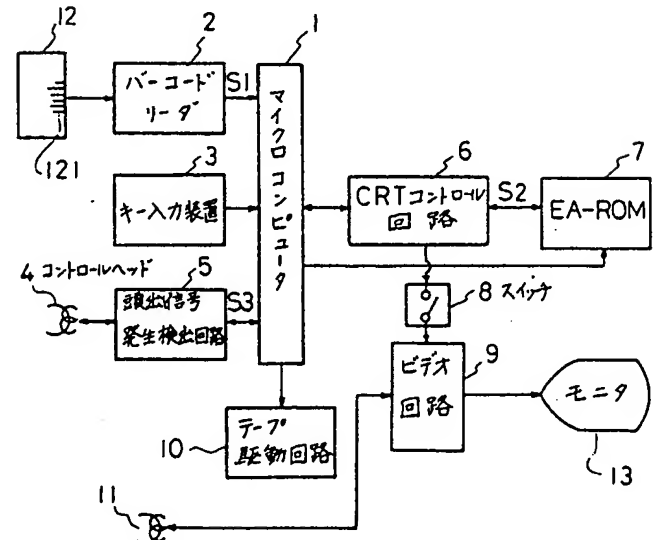 12
121
2
バーコード
リーダ
S1
1
マイクロコンピュータ
3
キー入力装置
4 コントロールヘッド
5
頭出信号
発生検出回路
S3
6
CRTコントロール
回路
S2
7
EA-ROM
8 スイッチ
9
ビデオ
回路
10
テープ
駆動回路
11
モニタ
13